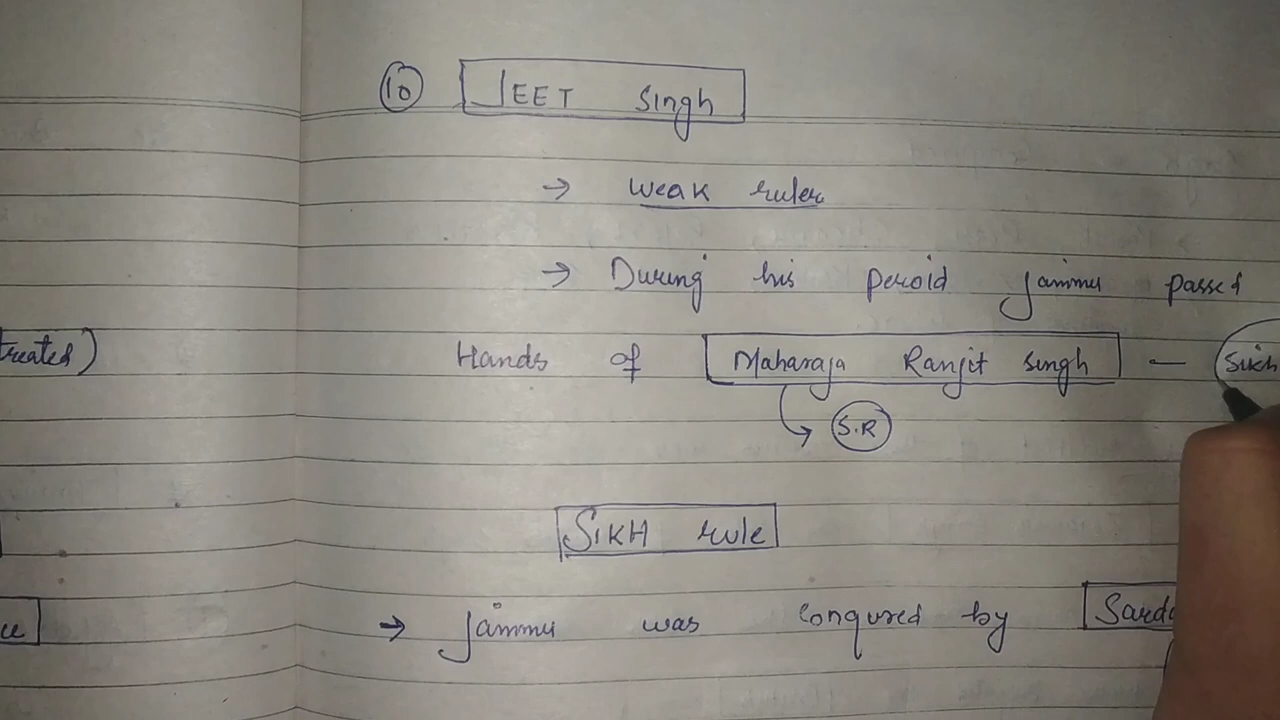 10 JEET Singh
→ weak ruler
→ During his peroid Jammu passed
treated)
Hands of Maharaja Ranjit Singh — Sikh
S.R
SIKH rule
→ Jammu was Conqured by